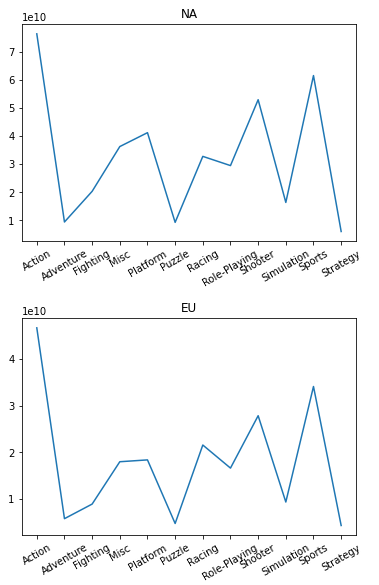 NA
1e10
7
6
5
4
3
2
1
Action
Adventure
Fighting
Misc
Platform
Puzzle
Racing
Role-Playing
Shooter
Simulation
Sports
Strategy
EU
1e10
4
3
2
1
Action
Adventure
Fighting
Misc
Platform
Puzzle
Racing
Role-Playing
Shooter
Simulation
Sports
Strategy